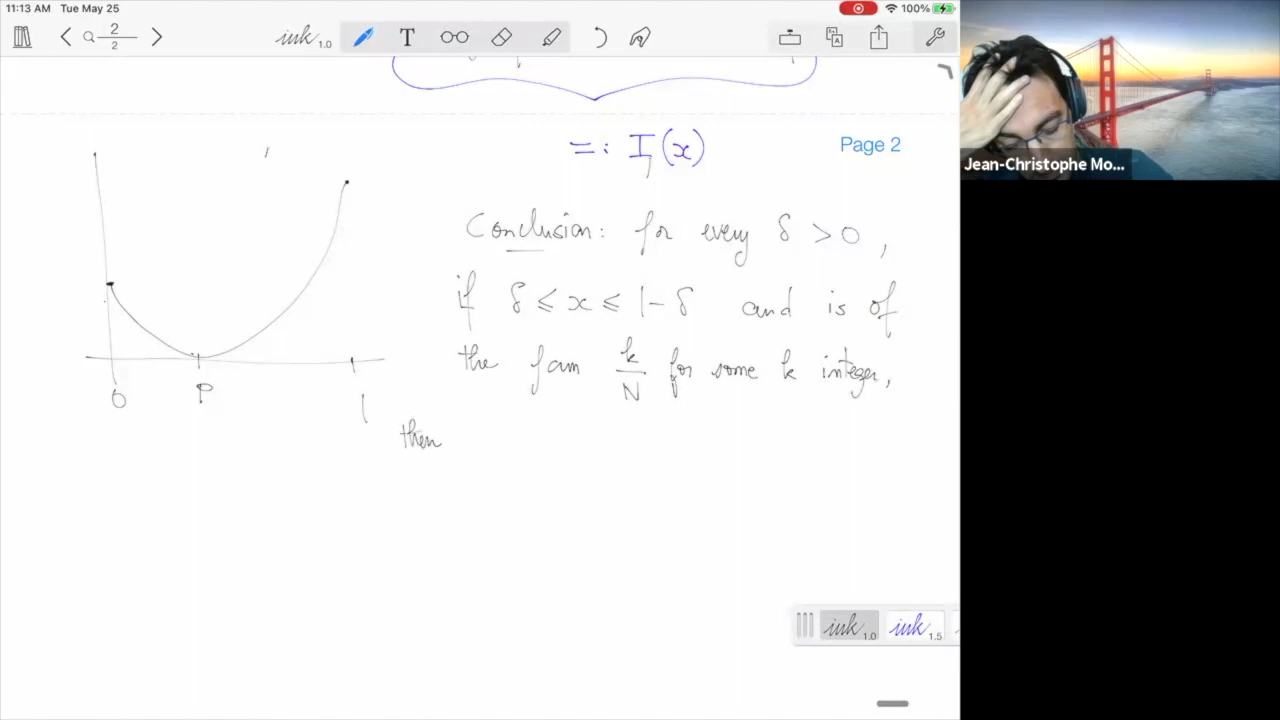 11:13 AM Tue May 25
100%
2
2
ink 1.0
T
=: I(x)
Page 2
Jean-Christophe Mo...
Conclusion: for every δ > 0,
if δ ≤ x ≤ 1-δ and is of
the form k/N for some k integer,
0
p
1
then
ink 1.0
ink 1.5